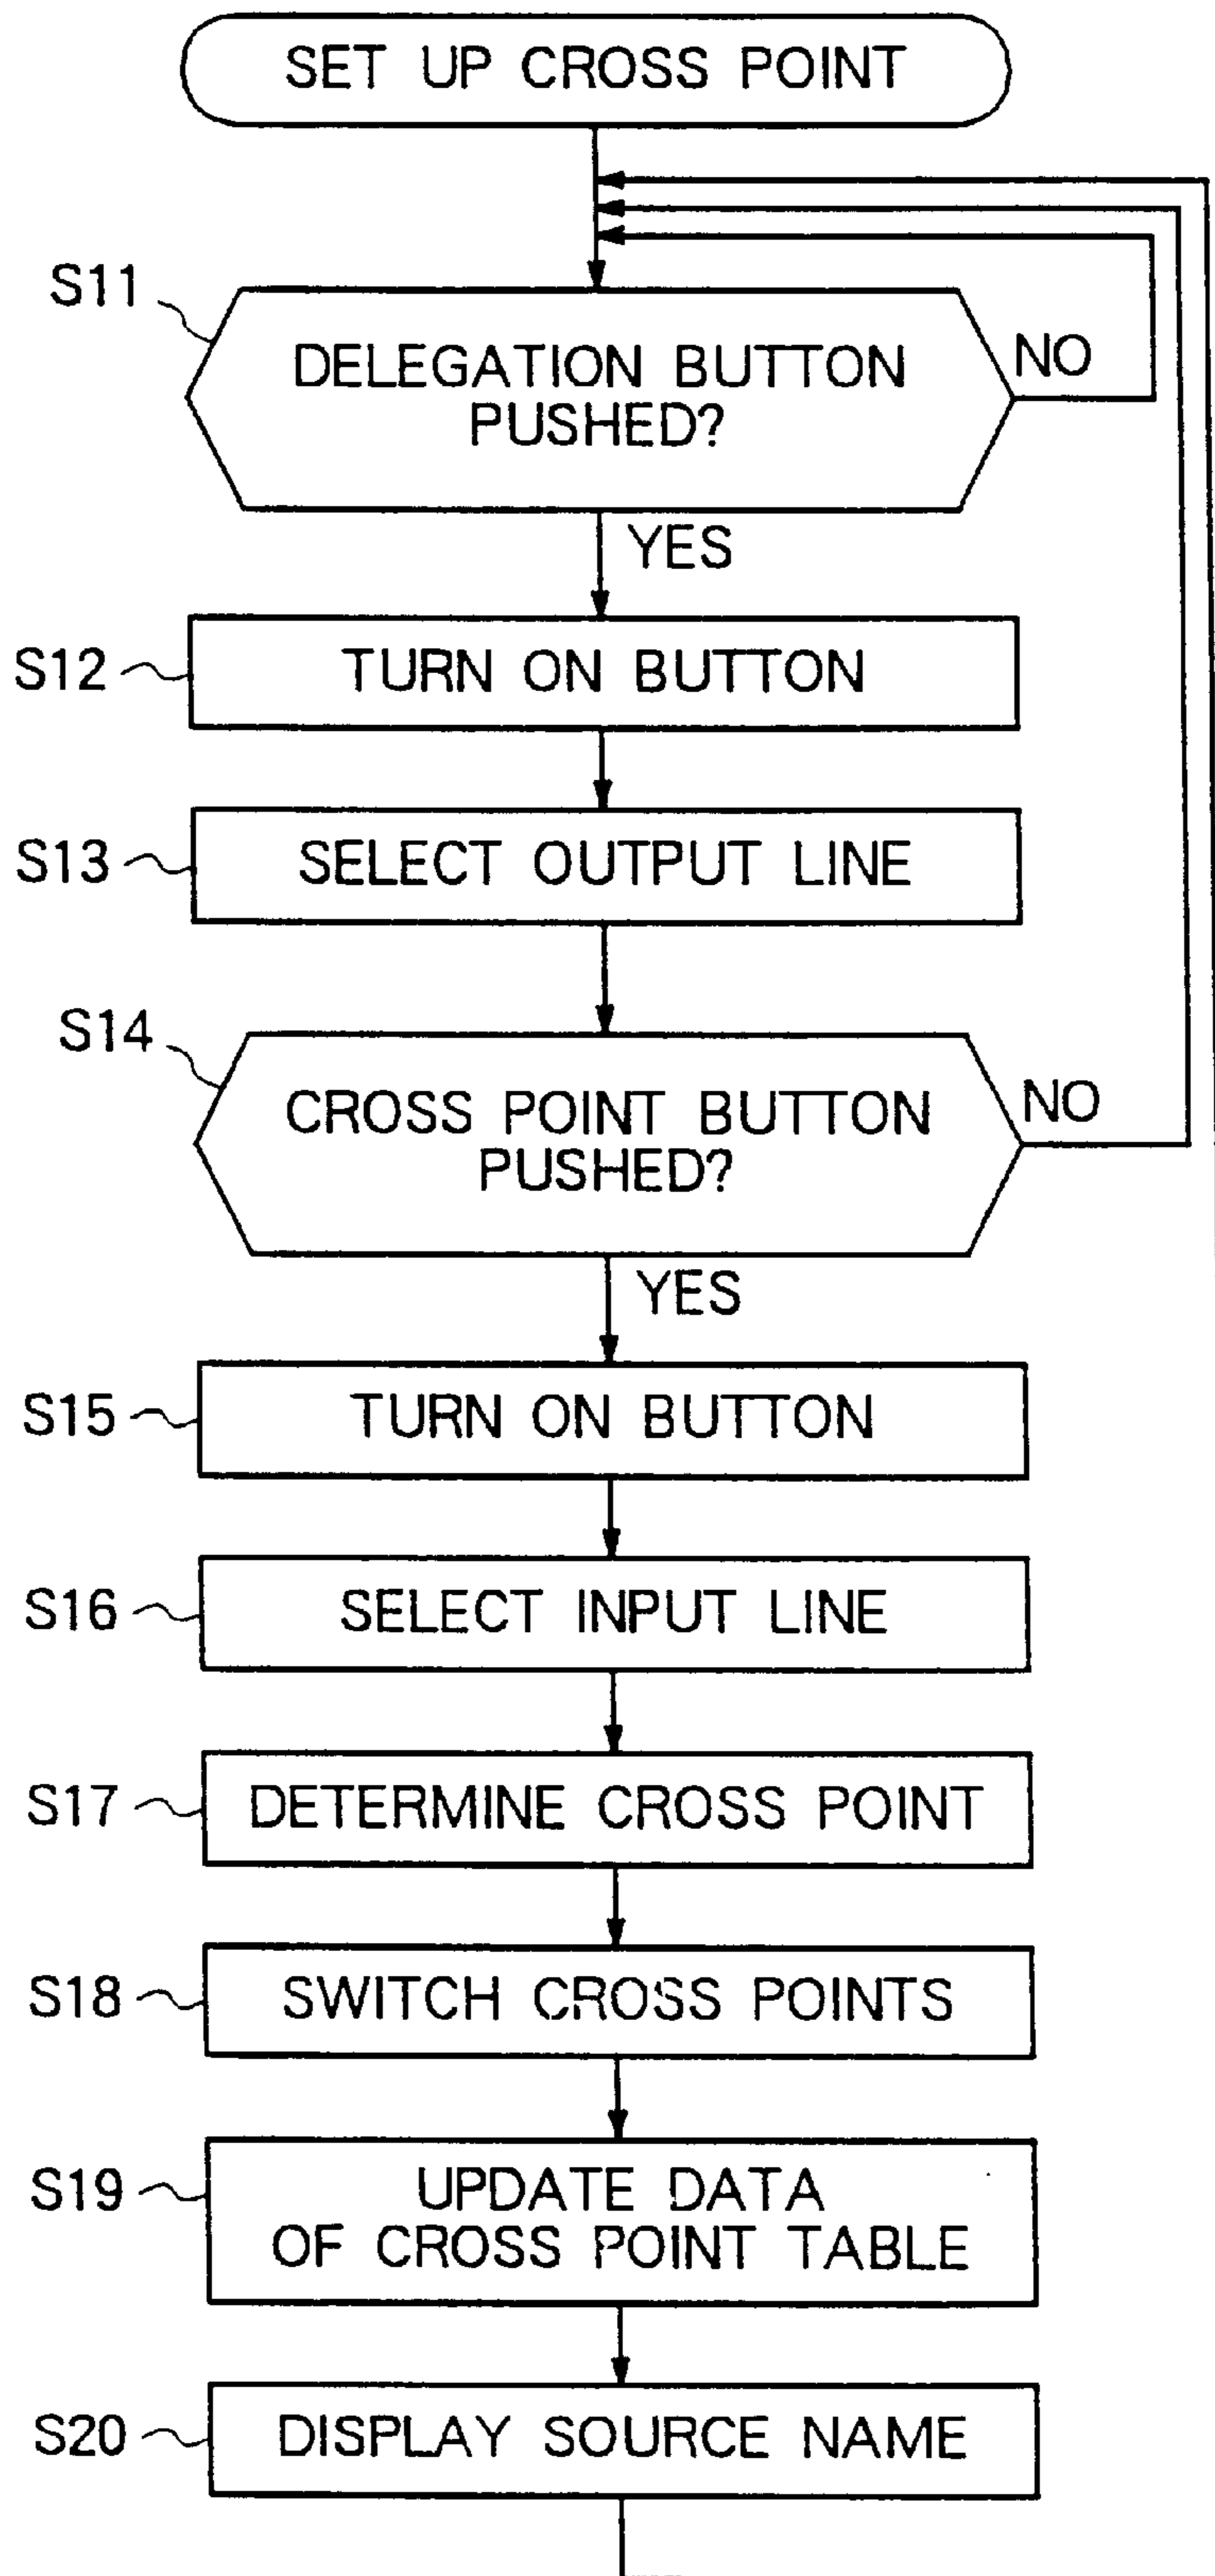 SET UP CROSS POINT
S11
DELEGATION BUTTON
PUSHED?
NO
YES
S12
TURN ON BUTTON
S13
SELECT OUTPUT LINE
S14
CROSS POINT BUTTON
PUSHED?
NO
YES
S15
TURN ON BUTTON
S16
SELECT INPUT LINE
S17
DETERMINE CROSS POINT
S18
SWITCH CROSS POINTS
S19
UPDATE DATA
OF CROSS POINT TABLE
S20
DISPLAY SOURCE NAME